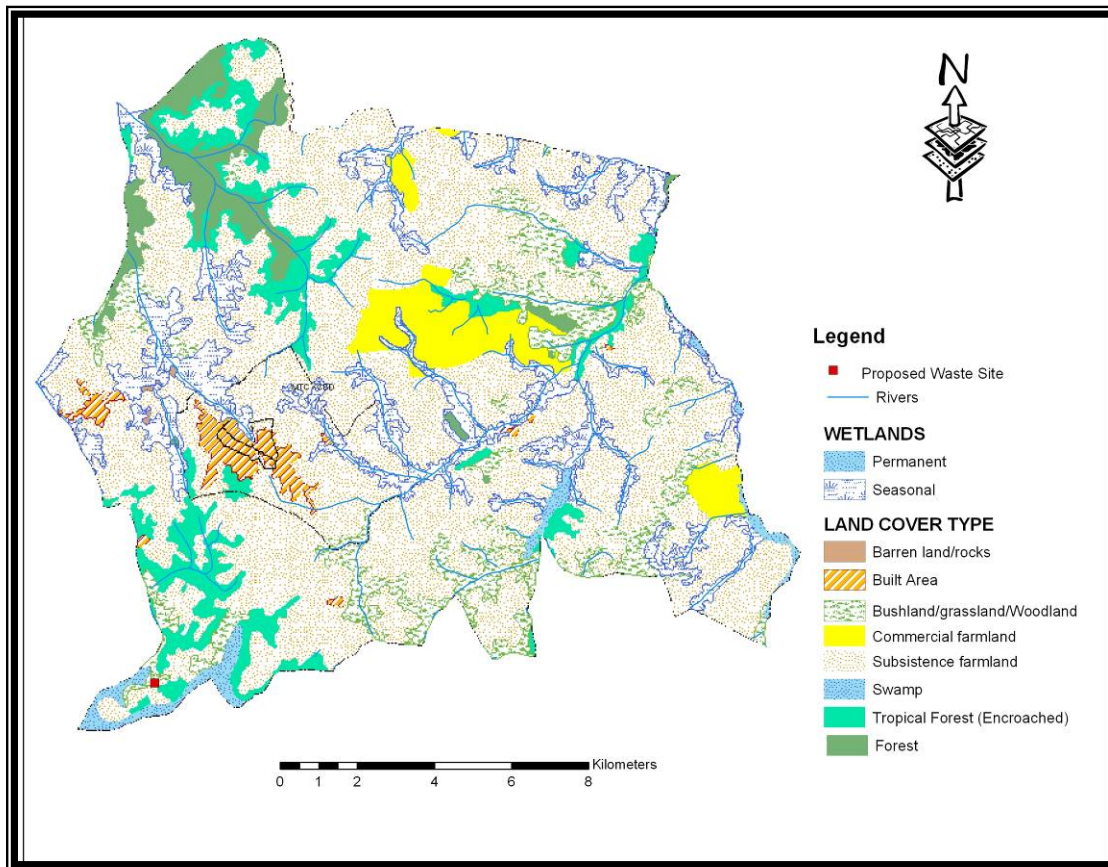 N
Legend
Proposed Waste Site
Rivers
WETLANDS
Permanent
Seasonal
LAND COVER TYPE
Barren land/rocks
Built Area
Bushland/grassland/Woodland
Commercial farmland
Subsistence farmland
Swamp
Tropical Forest (Encroached)
Forest
Kilometers
0 1 2 4 6 8